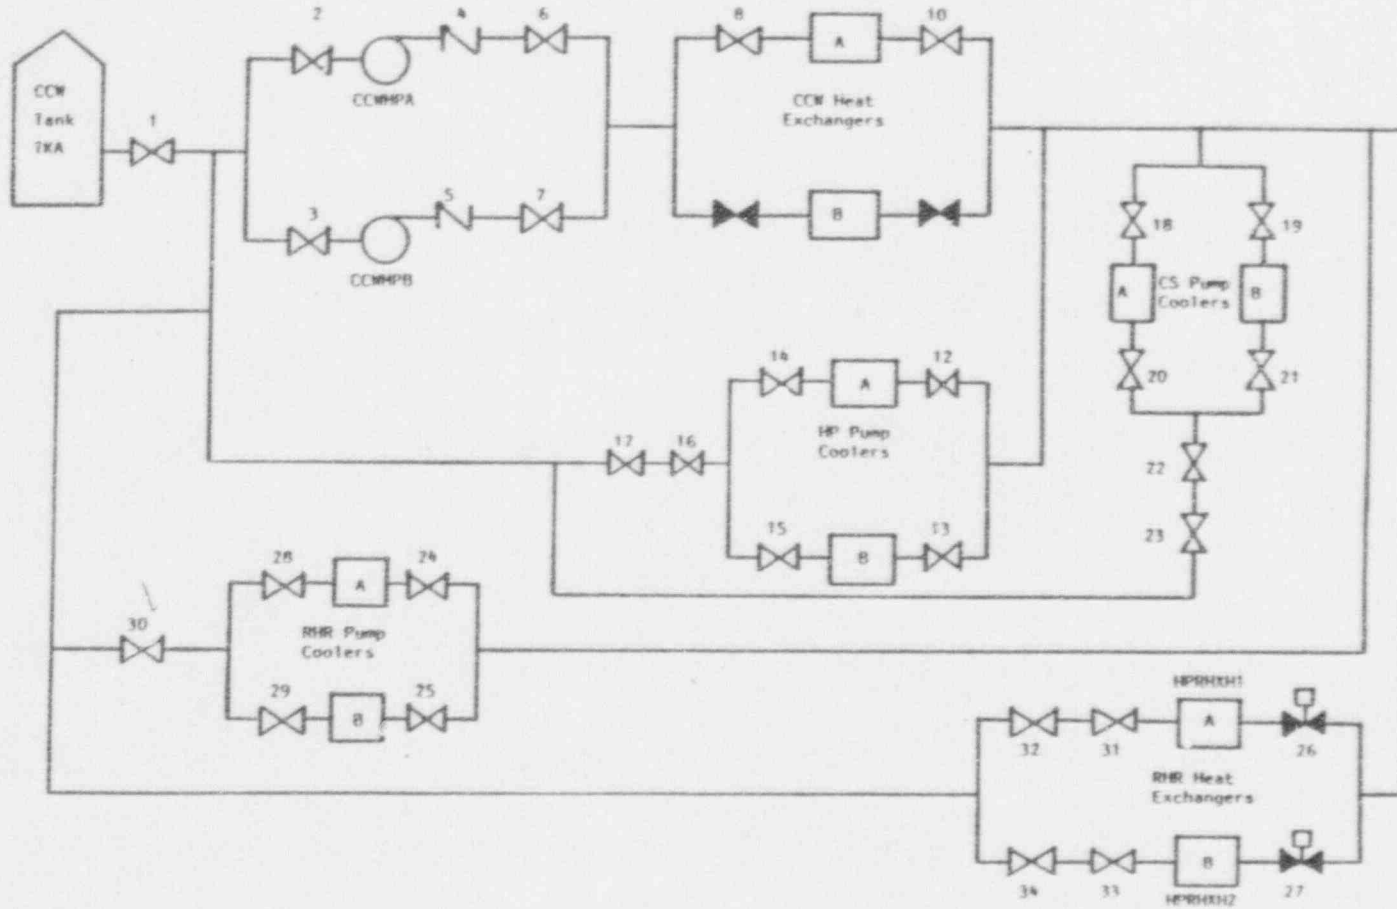 2
4
6
8
A
10
CCW
Tank
TKA
1
CCWMPA
CCW Heat
Exchangers
3
5
7
B
CCWMPB
18
19
A
CS Pump
Coolers
B
20
21
14
A
12
HP Pump
Coolers
17
16
22
15
B
13
23
28
A
24
30
RHR Pump
Coolers
29
B
25
HPRHXH1
A
32
31
26
RHR Heat
Exchangers
B
34
33
27
HPRHXH2